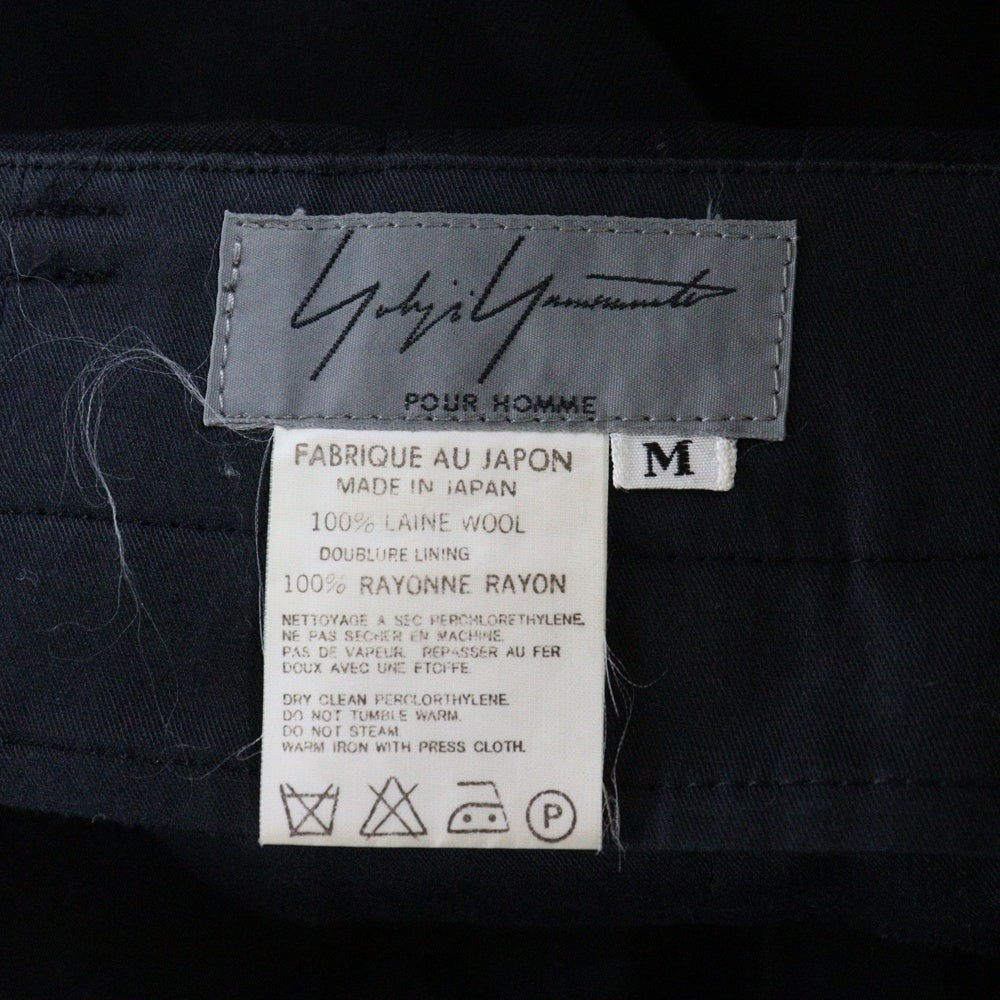 Yohji Yamamoto
POUR HOMME
M
FABRIQUE AU JAPON
MADE IN JAPAN
100% LAINE WOOL
DOUBLURE LINING
100% RAYONNE RAYON
NETTOYAGE A SEC PERCHLORETHYLENE.
NE PAS SECHER EN MACHINE.
PAS DE VAPEUR. REPASSER AU FER
DOUX AVEC UNE ETOFFE.
DRY CLEAN PERCLORTHYLENE.
DO NOT TUMBLE WARM.
DO NOT STEAM.
WARM IRON WITH PRESS CLOTH.
P